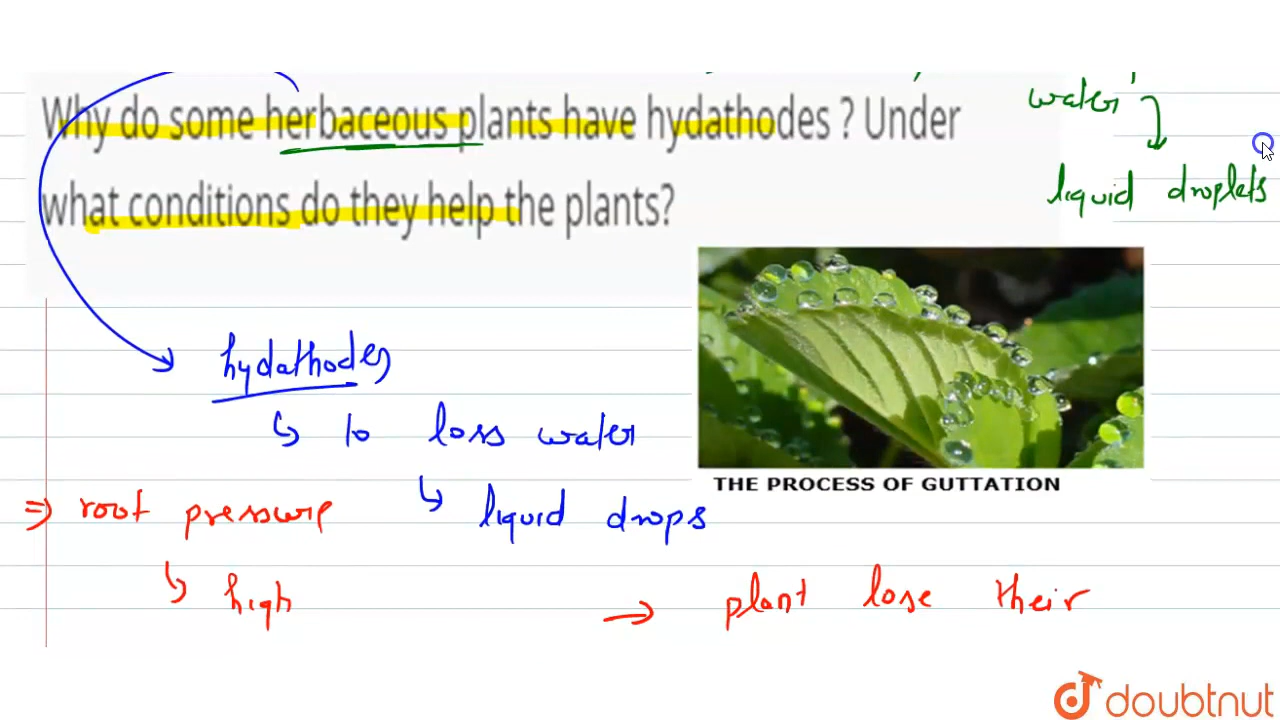 Why do some herbaceous plants have hydathodes ? Under
what conditions do they help the plants?
water
liquid droplets
THE PROCESS OF GUTTATION
hydathodes
to loss water
liquid drops
⇒ root pressure
high
→ plant lose their
doubtnut